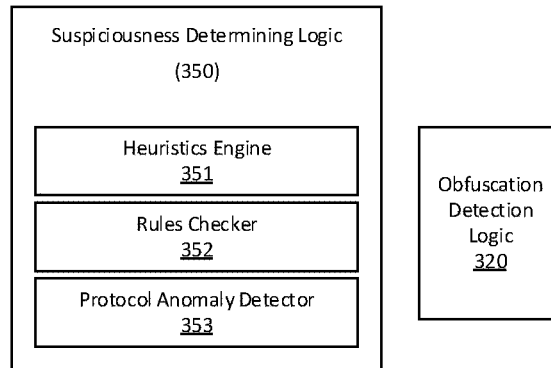 Suspiciousness Determining Logic
(350)
Heuristics Engine
351
Rules Checker
352
Protocol Anomaly Detector
353
Obfuscation
Detection
Logic
320